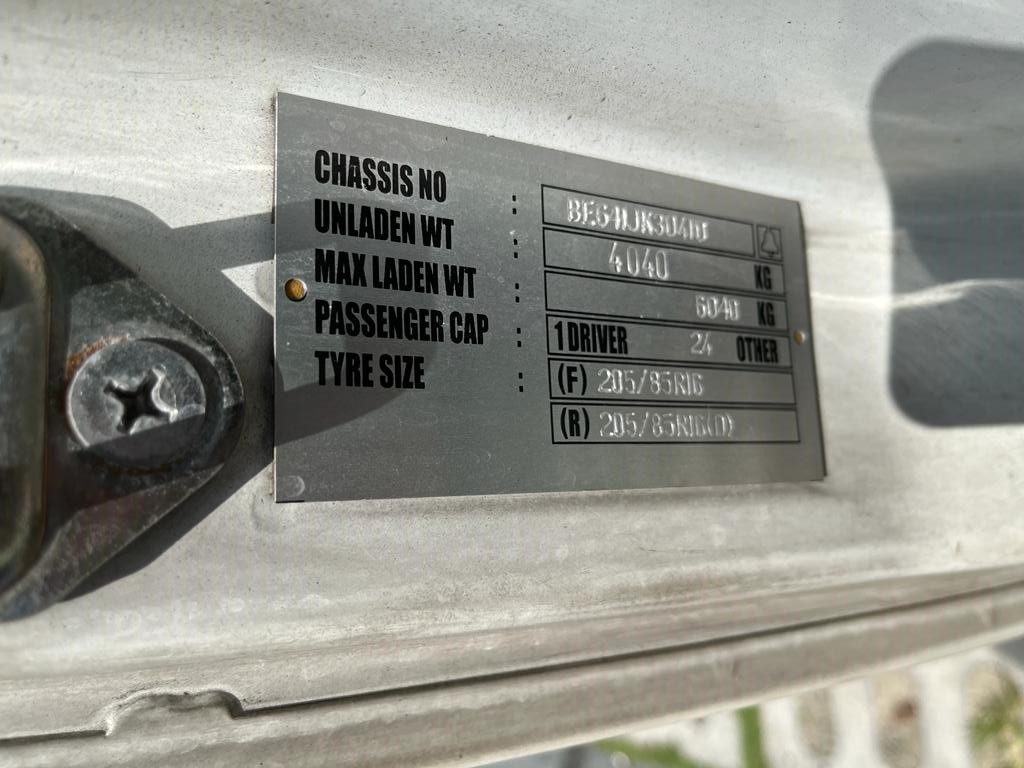 CHASSIS NO :
UNLADEN WT : 4040 KG
MAX LADEN WT : 6040 KG
PASSENGER CAP : 1 DRIVER 24 OTHER
TYRE SIZE : (F) 205/85R16
(R) 205/85R16(D)